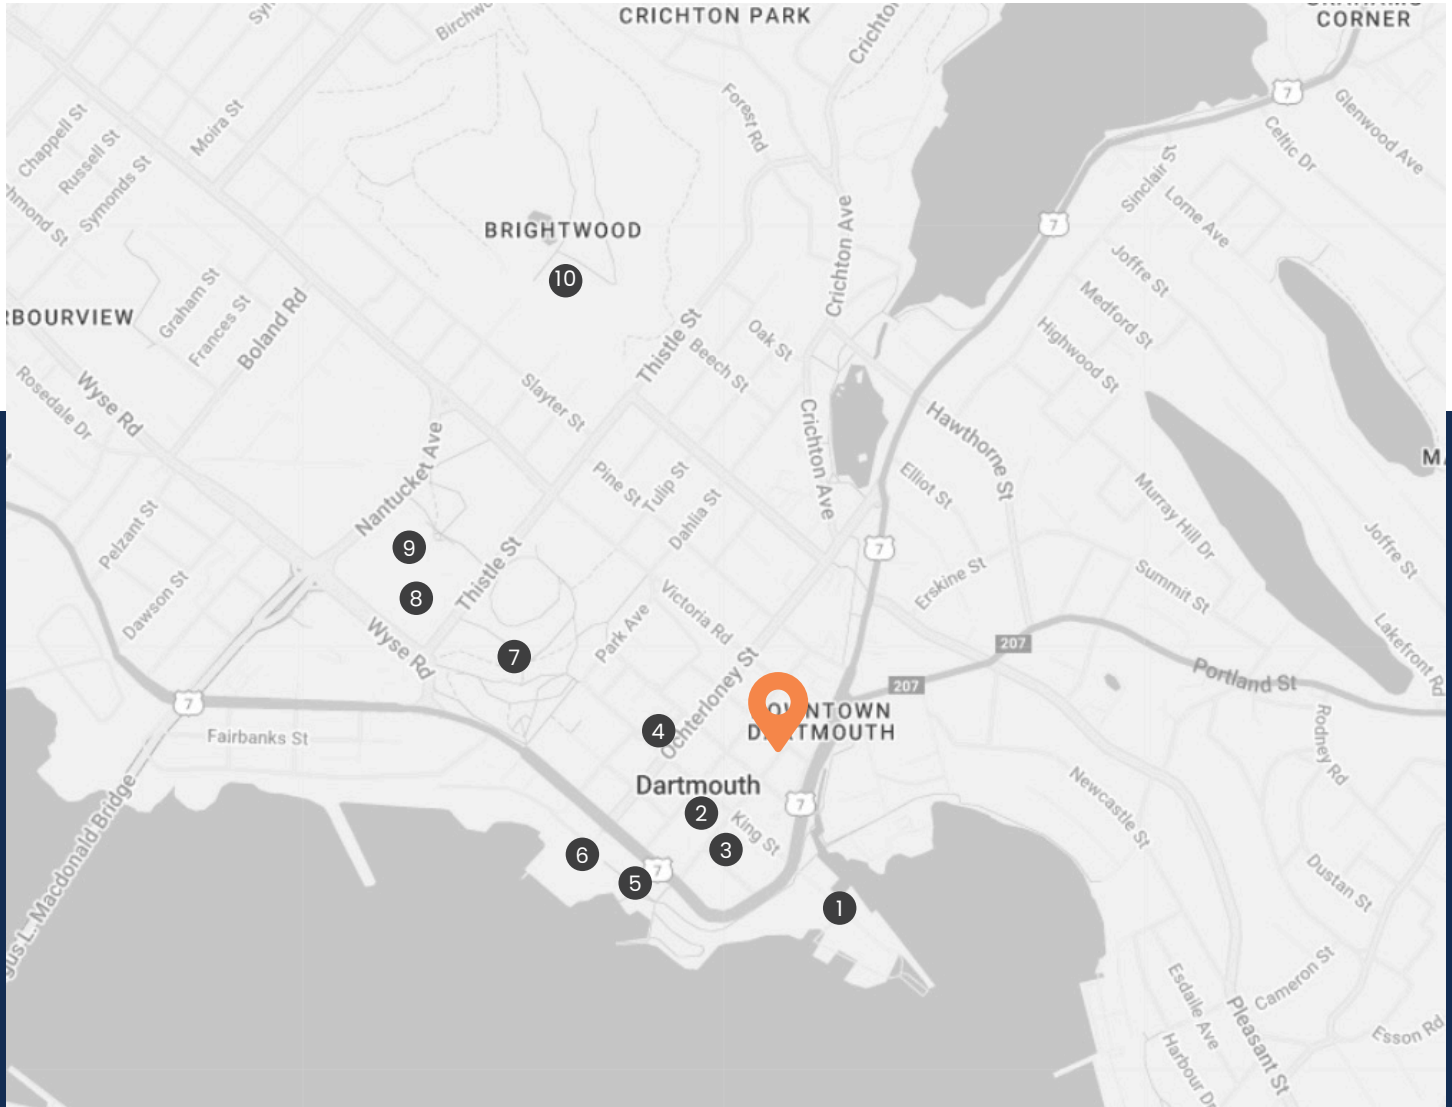 CRICHTON PARK
CORNER
Crichton
7
Chappell St
Russell St
Symonds St
Moira St
Forest Rd
Celtic Dr
Glenwood Ave
Sinclair St
Lorne Ave
BRIGHTWOOD
10
Crichton Ave
7
Joffre St
Medford St
Highwood St
Graham St
Frances St
Boland Rd
Thistle St
Oak St
Beech St
Rosedale Dr
Wyse Rd
Slayter St
Crichton Ave
Hawthorne St
Nantucket Ave
Pine St
Tulip St
Dahlia St
Elliot St
Murray Hill Dr
Joffre St
Pelzant St
9
Thistle St
7
Erskine St
Summit St
Dawson St
8
Wyse Rd
Park Ave
Victoria Rd
7
Ochterloney St
207
207
Portland St
Lakefront Rd
7
Fairbanks St
4
DOWNTOWN
DARTMOUTH
Rodney Rd
Dartmouth
2
King St
7
Newcastle St
3
6
7
5
1
Dustan St
L. Macdonald Bridge
Esdaile Ave
Cameron St
Pleasant St
Esson Rd
Harbour Dr